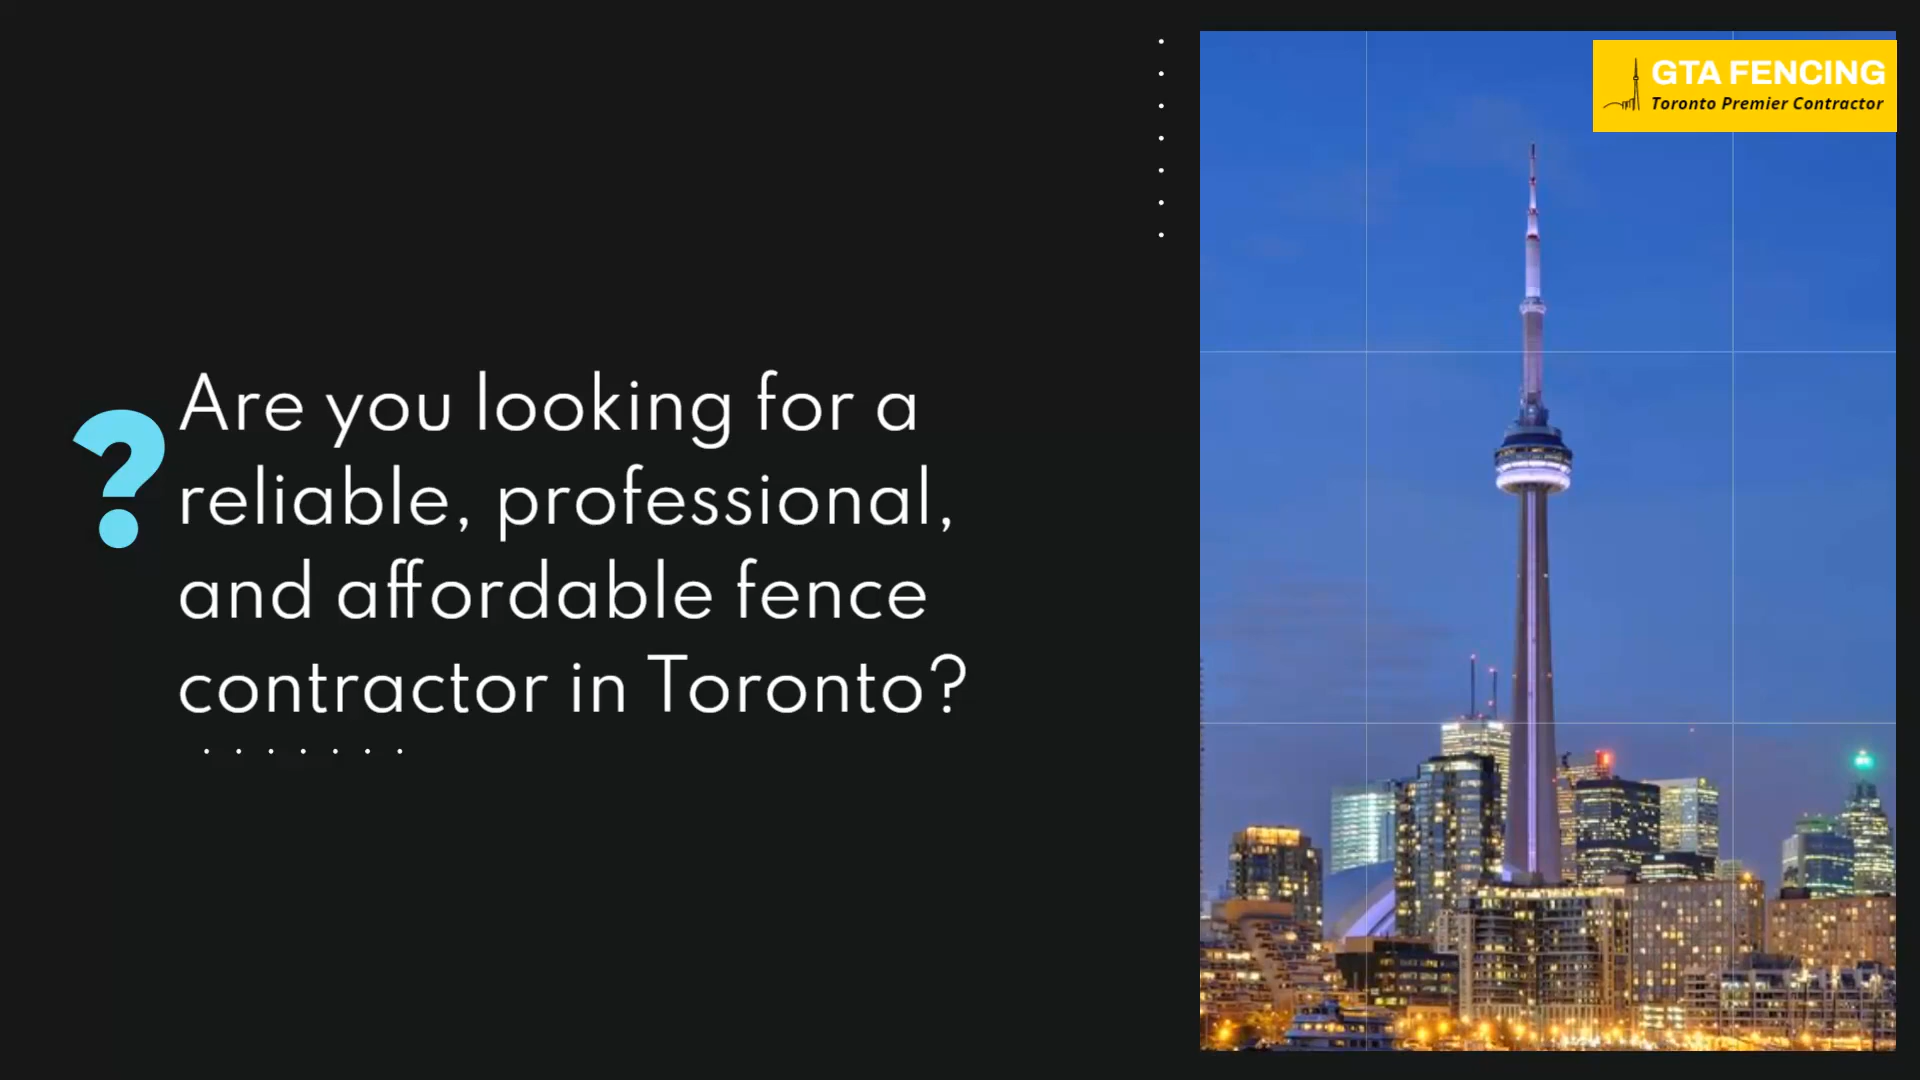 GTA FENCING
Toronto Premier Contractor
?
Are you looking for a
reliable, professional,
and affordable fence
contractor in Toronto?